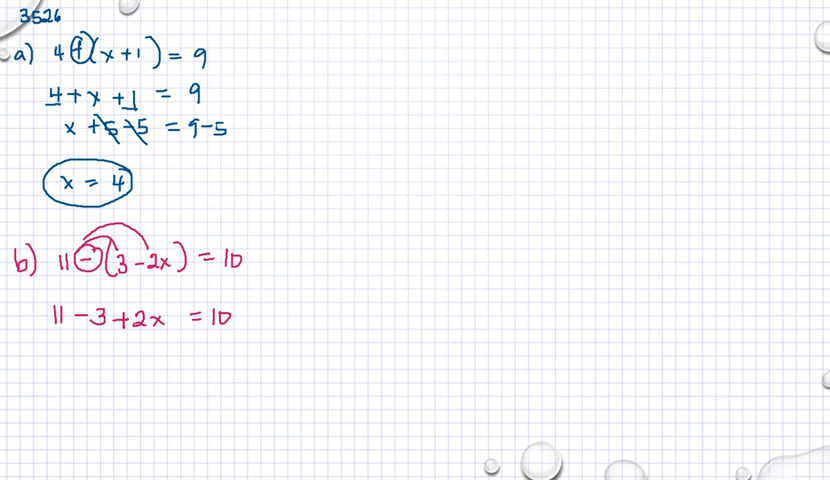 3526
a) 4 + (x + 1) = 9
4 + x + 1 = 9
x + 5 - 5 = 9 - 5
x = 4
b) 11 - (3 - 2x) = 10
11 - 3 + 2x = 10